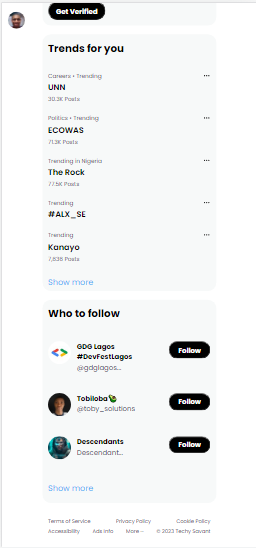 Get Verified
Trends for you
Careers • Trending
UNN
30.3K Posts
Politics • Trending
ECOWAS
71.3K Posts
Trending in Nigeria
The Rock
77.5K Posts
Trending
#ALX_SE
Trending
Kanayo
7,838 Posts
Show more
Who to follow
GDG Lagos
#DevFestLagos
@gdglagos...
Follow
Tobiloba
@toby_solutions
Follow
Descendants
Descendant...
Follow
Show more
Terms of Service Privacy Policy Cookie Policy
Accessibility Ads info More ··· © 2023 Techy Savant